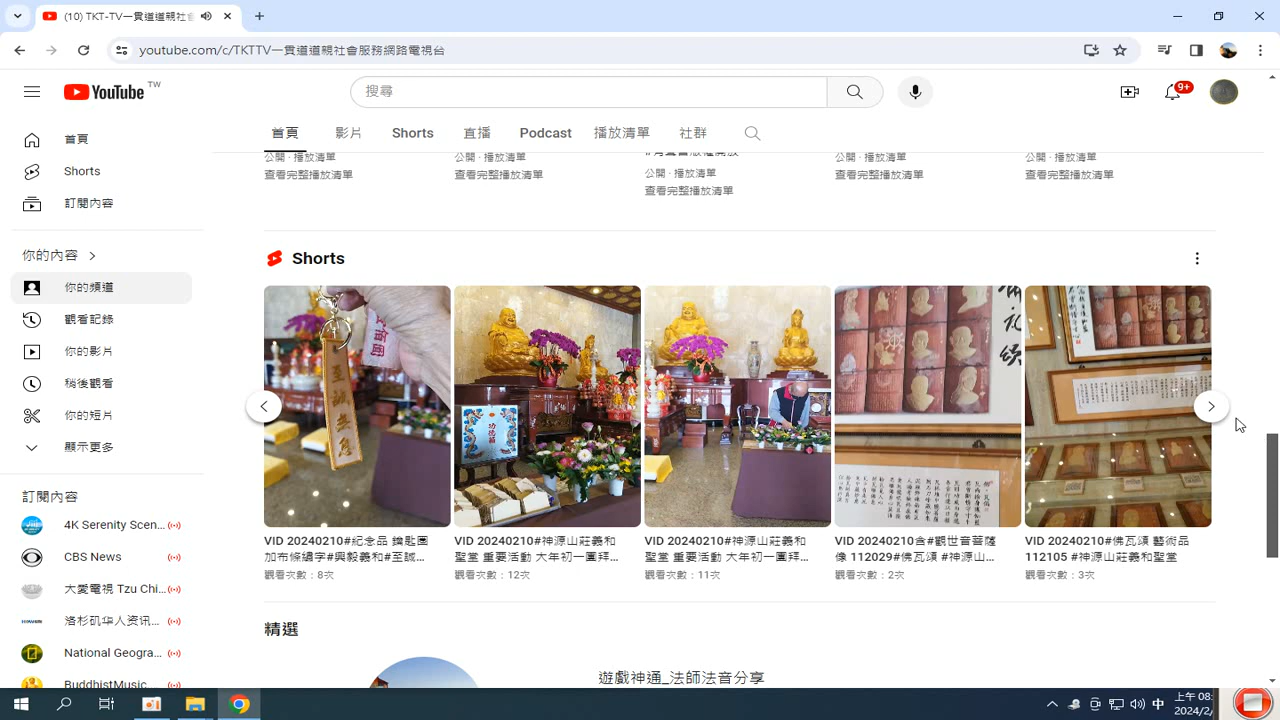 (10) TKT-TV一貫道道親社會
youtube.com/c/TKTTV一貫道道親社會服務網路電視台
YouTube TW
搜尋
9+
首頁
影片
Shorts
直播
Podcast
播放清單
社群
首頁
Shorts
訂閱內容
你的內容
你的頻道
觀看記錄
你的影片
稍後觀看
你的短片
顯示更多
訂閱內容
4K Serenity Scen...
CBS News
大愛電視 Tzu Chi...
洛杉矶华人资讯...
National Geogra...
BuddhistMusic
公開 · 播放清單
查看完整播放清單
公開 · 播放清單
查看完整播放清單
公開 · 播放清單
查看完整播放清單
公開 · 播放清單
查看完整播放清單
公開 · 播放清單
查看完整播放清單
Shorts
至誠無息
功德箱
VID 20240210#紀念品 鑰匙圈
加布條繡字#興毅義和#至誠...
觀看次數：8次
VID 20240210#神源山莊義和
聖堂 重要活動 大年初一團拜...
觀看次數：12次
VID 20240210#神源山莊義和
聖堂 重要活動 大年初一團拜...
觀看次數：11次
VID 20240210含#觀世音菩薩
像 112029#佛瓦頌 #神源山...
觀看次數：2次
VID 20240210#佛瓦頌 藝術品
112105 #神源山莊義和聖堂
觀看次數：3次
精選
遊戲神通_法師法音分享
中
上午 08:
2024/2/